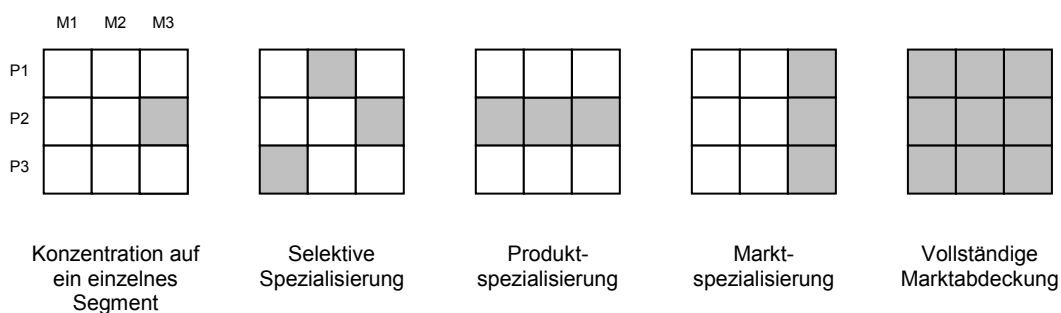 M1 M2 M3
P1
P2
P3
Konzentration auf
ein einzelnes
Segment
Selektive
Spezialisierung
Produkt-
spezialisierung
Markt-
spezialisierung
Vollständige
Marktabdeckung